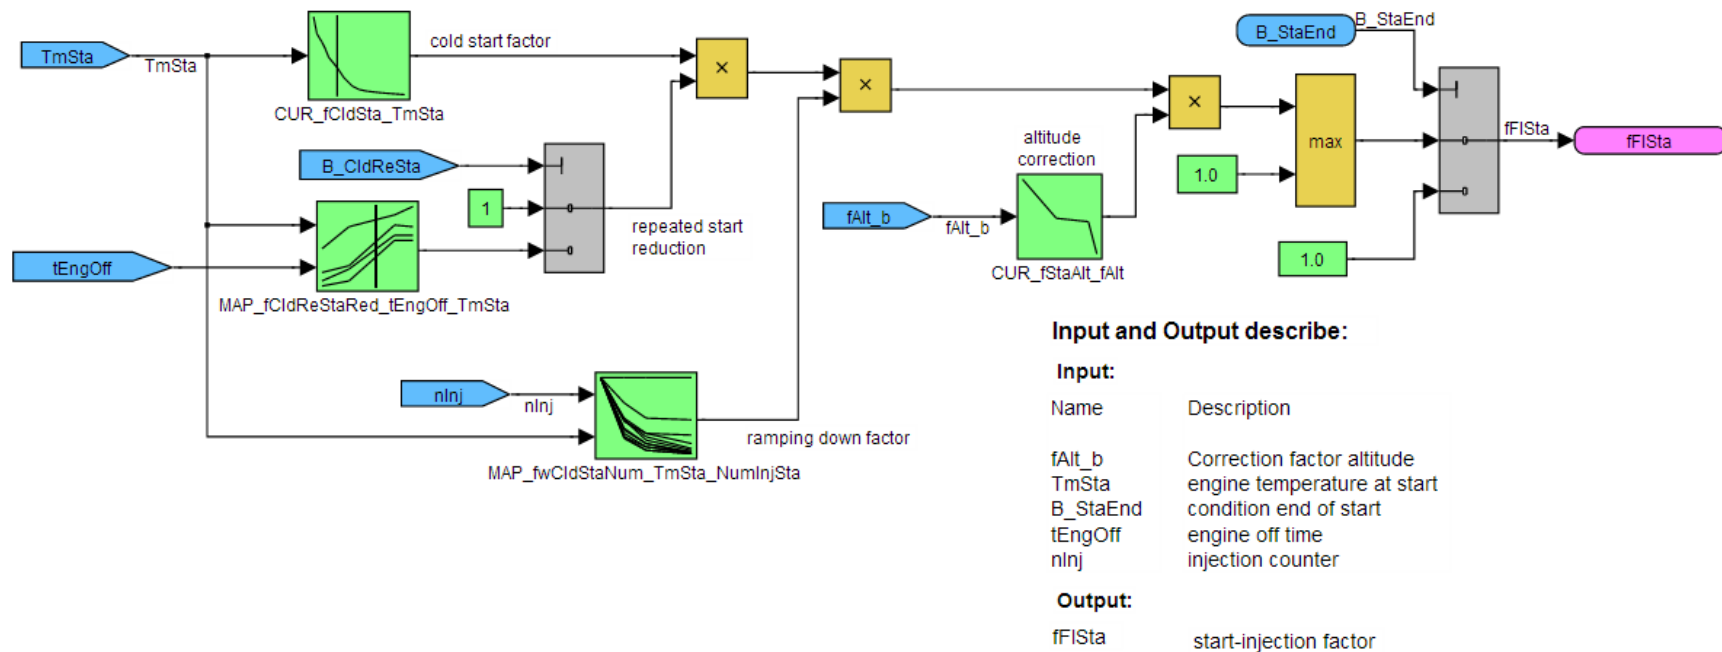 TmSta
TmSta
cold start factor
CUR_fCldSta_TmSta
×
×
×
B_StaEnd
B_StaEnd
B_CldReSta
1
repeated start
reduction
tEngOff
MAP_fCldReStaRed_tEngOff_TmSta
nInj
nInj
ramping down factor
MAP_fwCldStaNum_TmSta_NumInjSta
altitude
correction
fAlt_b
fAlt_b
CUR_fStaAlt_fAlt
1.0
max
1.0
fFISta
fFISta
Input and Output describe:
Input:
Name Description
fAlt_b Correction factor altitude
TmSta engine temperature at start
B_StaEnd condition end of start
tEngOff engine off time
nInj injection counter
Output:
fFISta start-injection factor